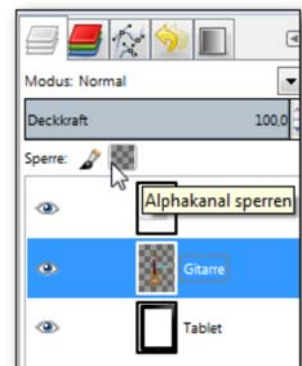 Modus: Normal
Deckkraft 100,0
Sperre:
Alphakanal sperren
Gitarre
Tablet